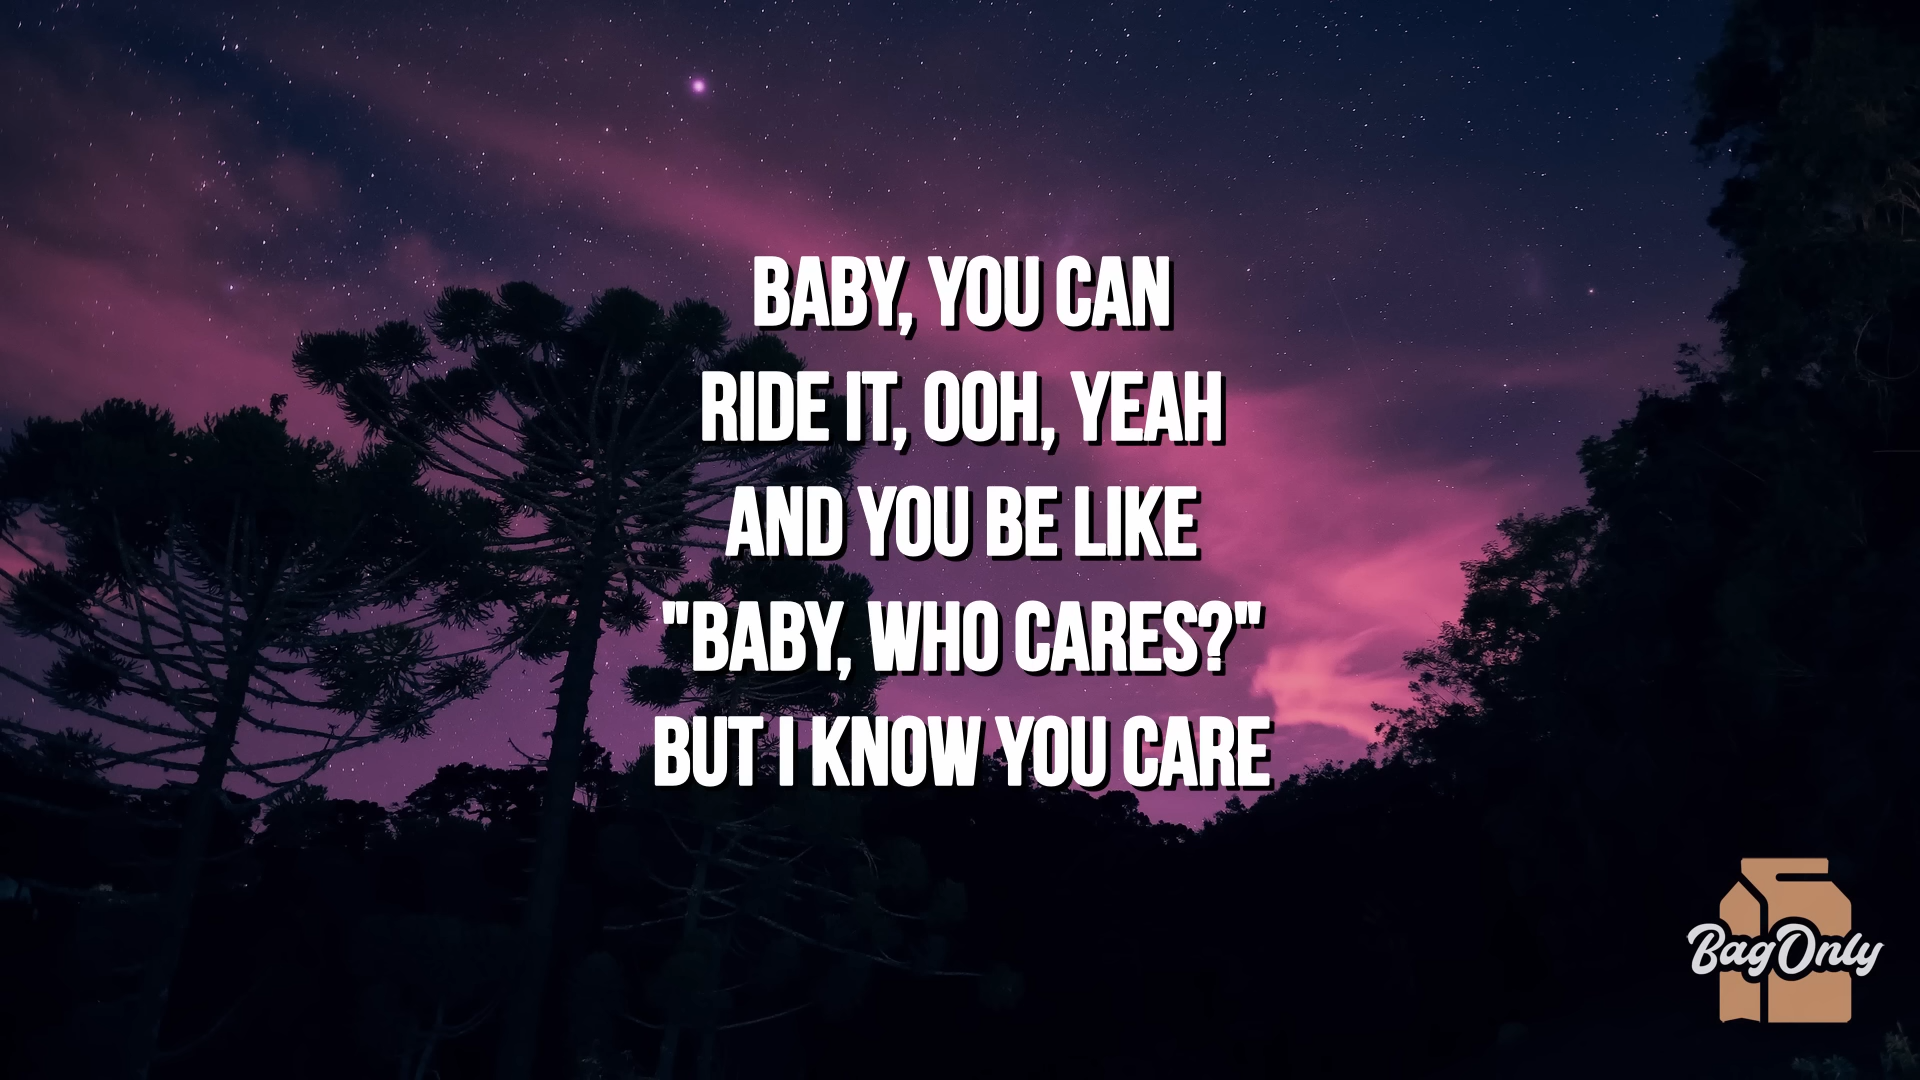 BABY, YOU CAN
RIDE IT, OOH, YEAH
AND YOU BE LIKE
"BABY, WHO CARES?"
BUT I KNOW YOU CARE
BagOnly